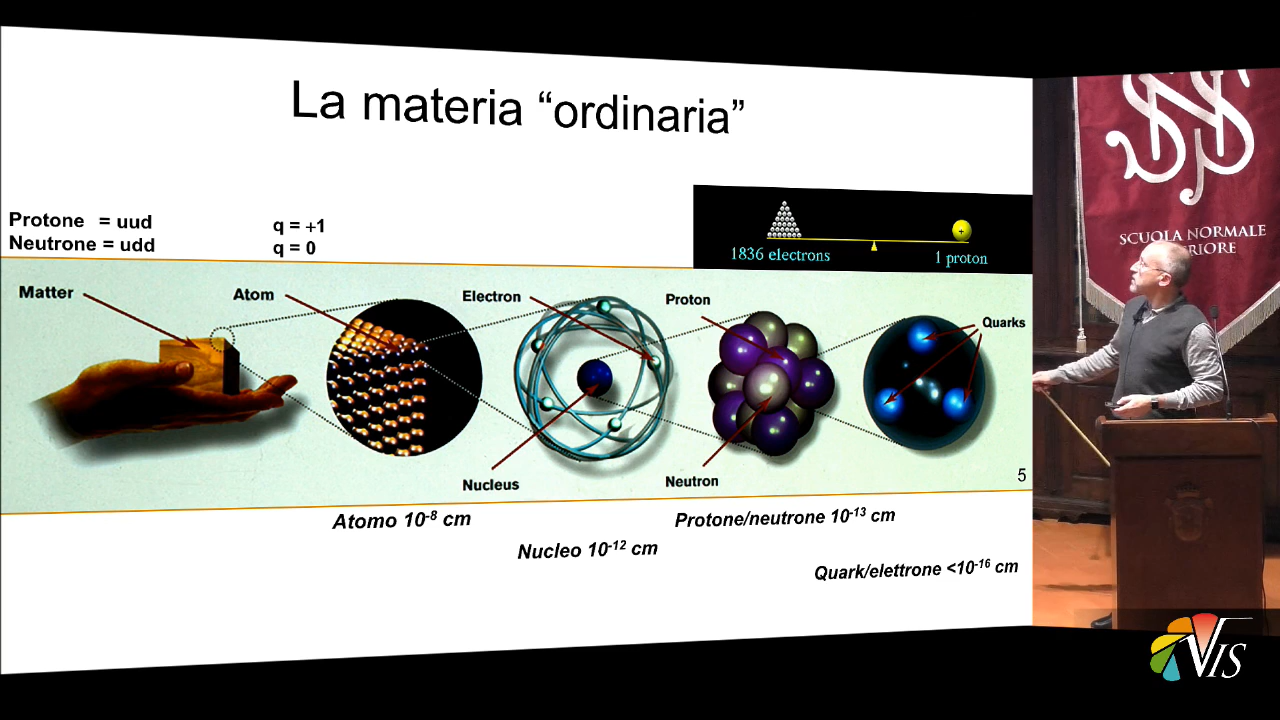 La materia “ordinaria”
Protone = uud q = +1
Neutrone = udd q = 0
1836 electrons
+
1 proton
Matter
Atom
Electron
Proton
Quarks
Nucleus
Neutron
5
Atomo 10⁻⁸ cm
Protone/neutrone 10⁻¹³ cm
Nucleo 10⁻¹² cm
Quark/elettrone <10⁻¹⁶ cm
SNS
SCUOLA NORMALE
VIS